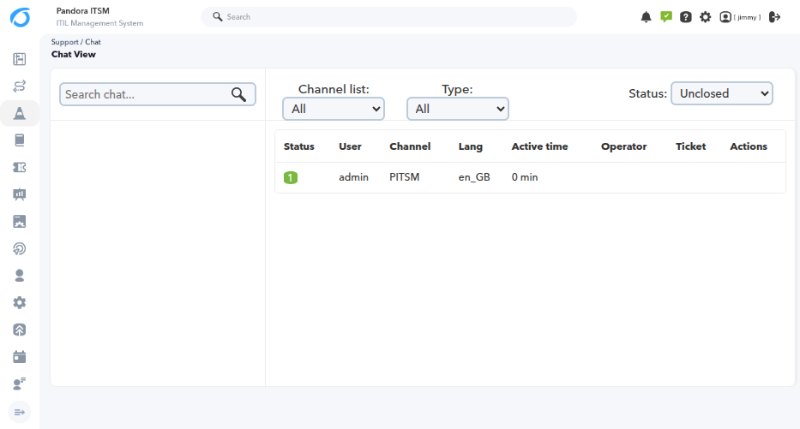 Pandora ITSM
ITIL Management System
Search
[ jimmy ]
Support / Chat
Chat View
Search chat...
Channel list:
All
Type:
All
Status: Unclosed
Status User Channel Lang Active time Operator Ticket Actions
1 admin PITSM en_GB 0 min